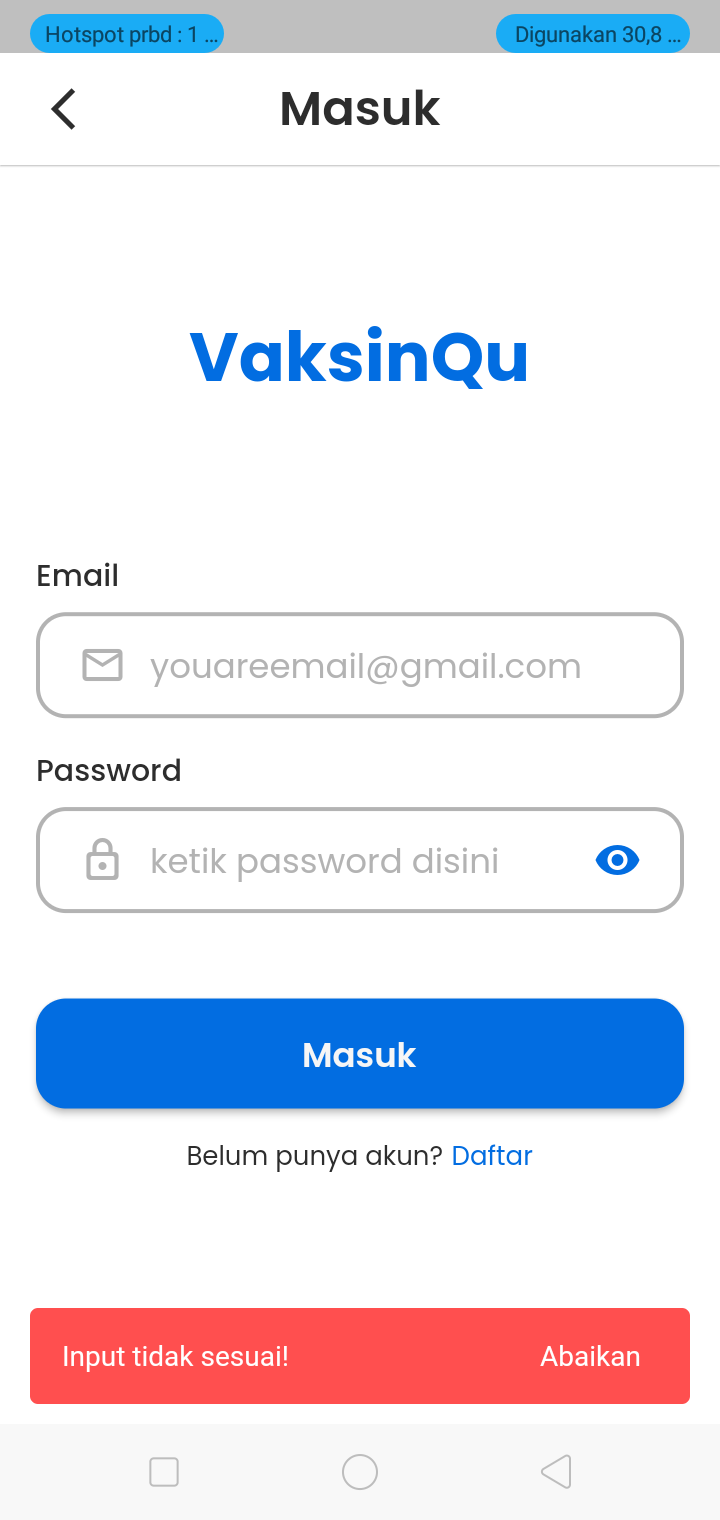 Hotspot prbd : 1 ...
Digunakan 30,8 ...
Masuk
VaksinQu
Email
youareemail@gmail.com
Password
ketik password disini
Masuk
Belum punya akun? Daftar
Input tidak sesuai!
Abaikan